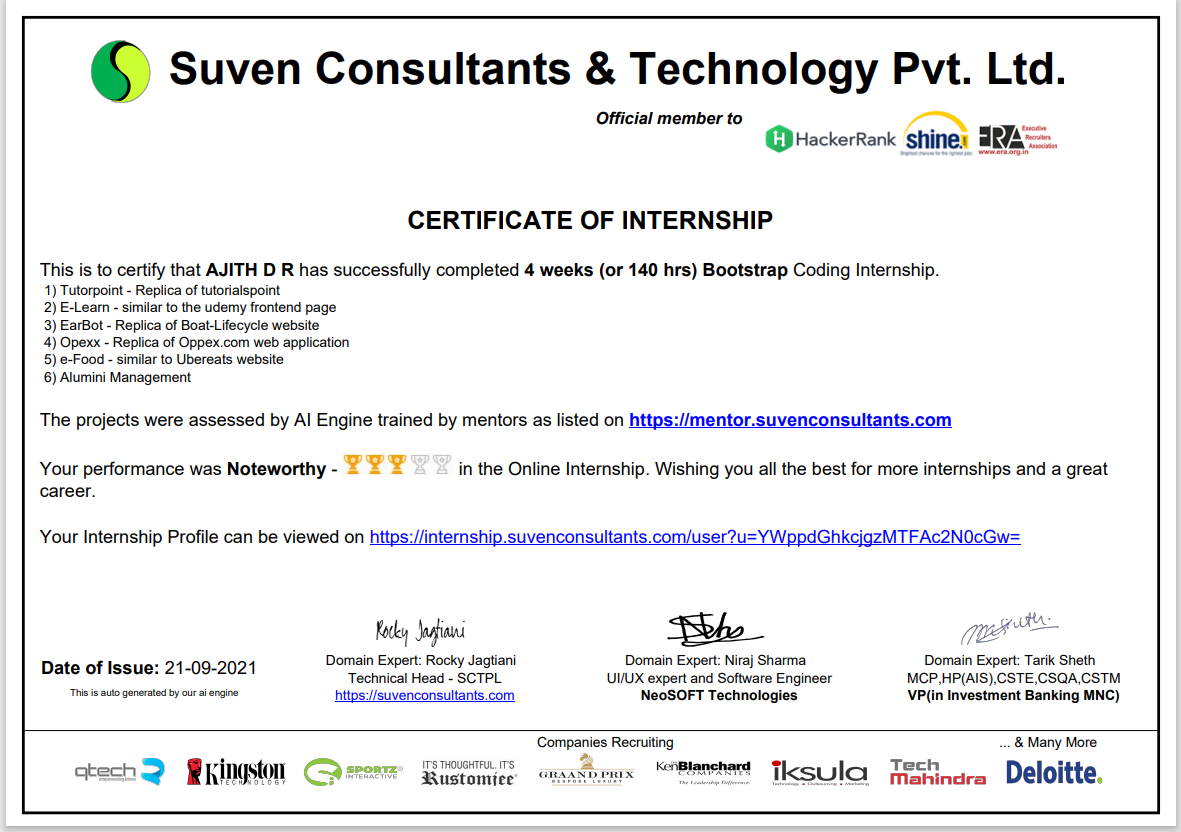 Suven Consultants & Technology Pvt. Ltd.
Official member to
HackerRank
shine
ERA Executive Recruiters Association
www.era.org.in
CERTIFICATE OF INTERNSHIP
This is to certify that AJITH D R has successfully completed 4 weeks (or 140 hrs) Bootstrap Coding Internship.
1) Tutorpoint - Replica of tutorialspoint
2) E-Learn - similar to the udemy frontend page
3) EarBot - Replica of Boat-Lifecycle website
4) Opexx - Replica of Oppex.com web application
5) e-Food - similar to Ubereats website
6) Alumini Management
The projects were assessed by AI Engine trained by mentors as listed on https://mentor.suvenconsultants.com
Your performance was Noteworthy - in the Online Internship. Wishing you all the best for more internships and a great
career.
Your Internship Profile can be viewed on https://internship.suvenconsultants.com/user?u=YWppdGhkcjgzMTFAc2N0cGw=
Rocky Jagtiani
Date of Issue: 21-09-2021
This is auto generated by our ai engine
Domain Expert: Rocky Jagtiani
Technical Head - SCTPL
https://suvenconsultants.com
Domain Expert: Niraj Sharma
UI/UX expert and Software Engineer
NeoSOFT Technologies
Domain Expert: Tarik Sheth
MCP,HP(AIS),CSTE,CSQA,CSTM
VP(in Investment Banking MNC)
Companies Recruiting
... & Many More
qtech
Kingston
TECHNOLOGY
SPORTZ
INTERACTIVE
IT'S THOUGHTFUL. IT'S
Rustomjee
GRAAND PRIX
BESPOKE LUXURY
KenBlanchard
COMPANIES
The Leadership Difference.
iksula
Technology Outsourcing Marketing
Tech
Mahindra
Deloitte.